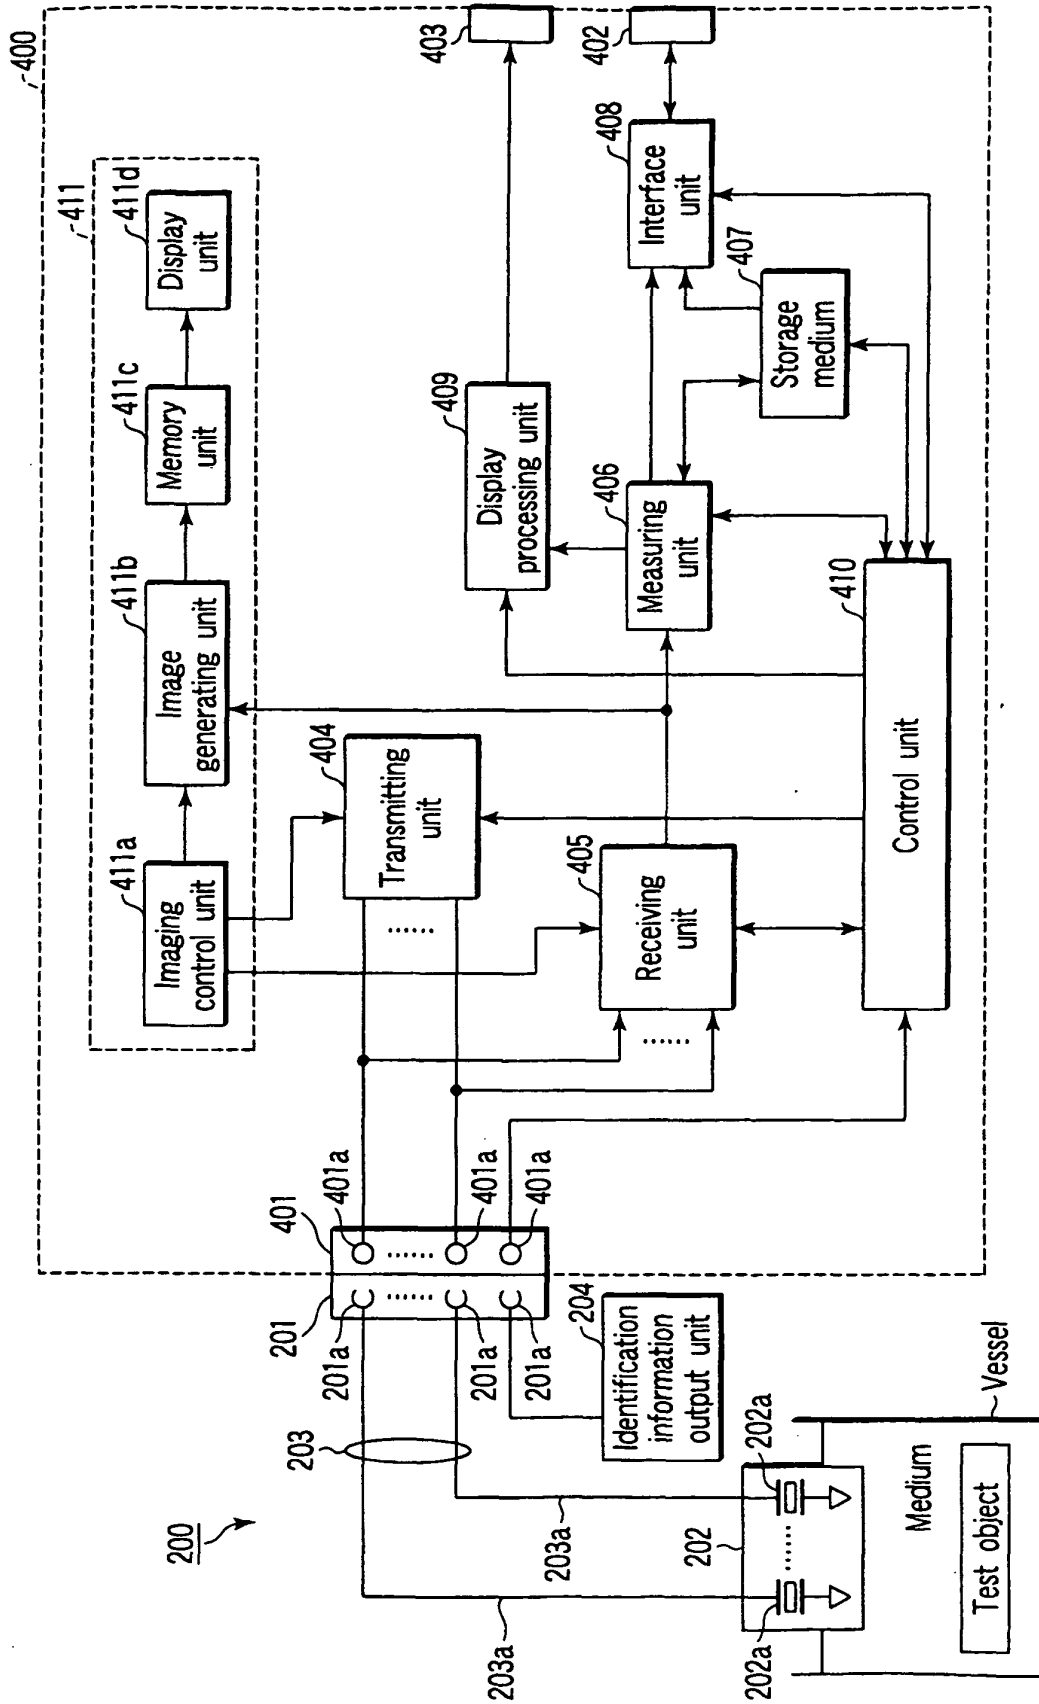 400
411
411a
Imaging
control unit
411b
Image
generating unit
411c
Memory
unit
411d
Display
unit
404
Transmitting
unit
405
Receiving
unit
409
Display
processing unit
403
406
Measuring
unit
408
Interface
unit
402
407
Storage
medium
410
Control unit
401
401a
401a
401a
201
201a
201a
201a
200
203
203a
203a
204
Identification
information
output unit
202
202a
202a
Medium
Vessel
Test object